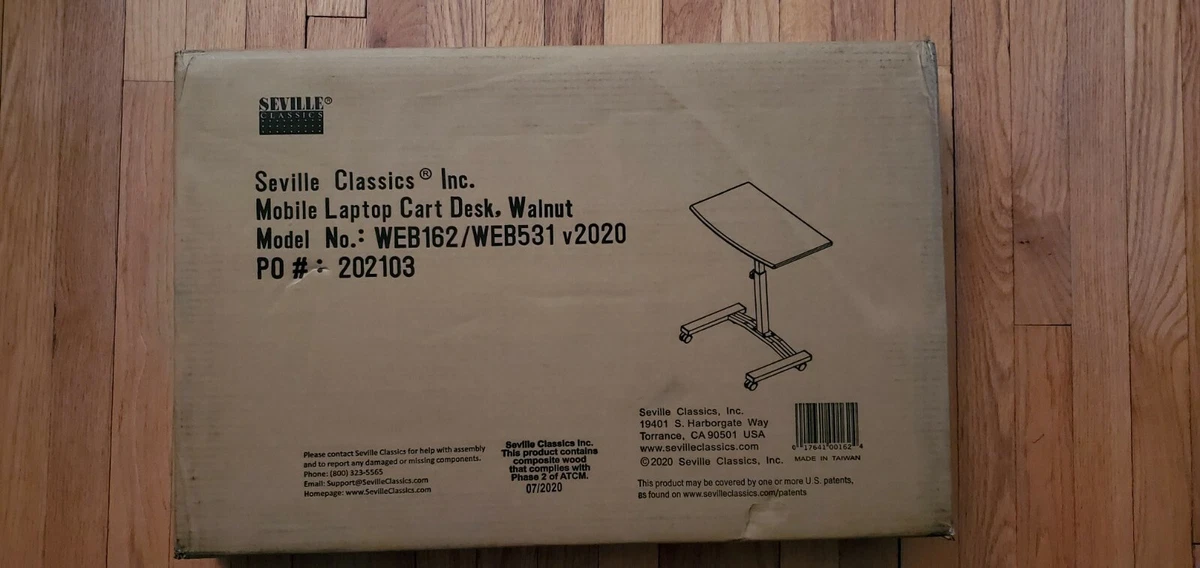 SEVILLE®
CLASSICS
Seville Classics® Inc.
Mobile Laptop Cart Desk, Walnut
Model No.: WEB162/WEB531 v2020
PO #: 202103
Please contact Seville Classics for help with assembly
and to report any damaged or missing components.
Phone: (800) 323-5565
Email: Support@SevilleClassics.com
Homepage: www.SevilleClassics.com
Seville Classics Inc.
This product contains
composite wood
that complies with
Phase 2 of ATCM.
07/2020
Seville Classics, Inc.
19401 S. Harborgate Way
Torrance, CA 90501 USA
www.sevilleclassics.com
©2020 Seville Classics, Inc.
6 17641 00162 4
MADE IN TAIWAN
This product may be covered by one or more U.S. patents,
as found on www.sevilleclassics.com/patents